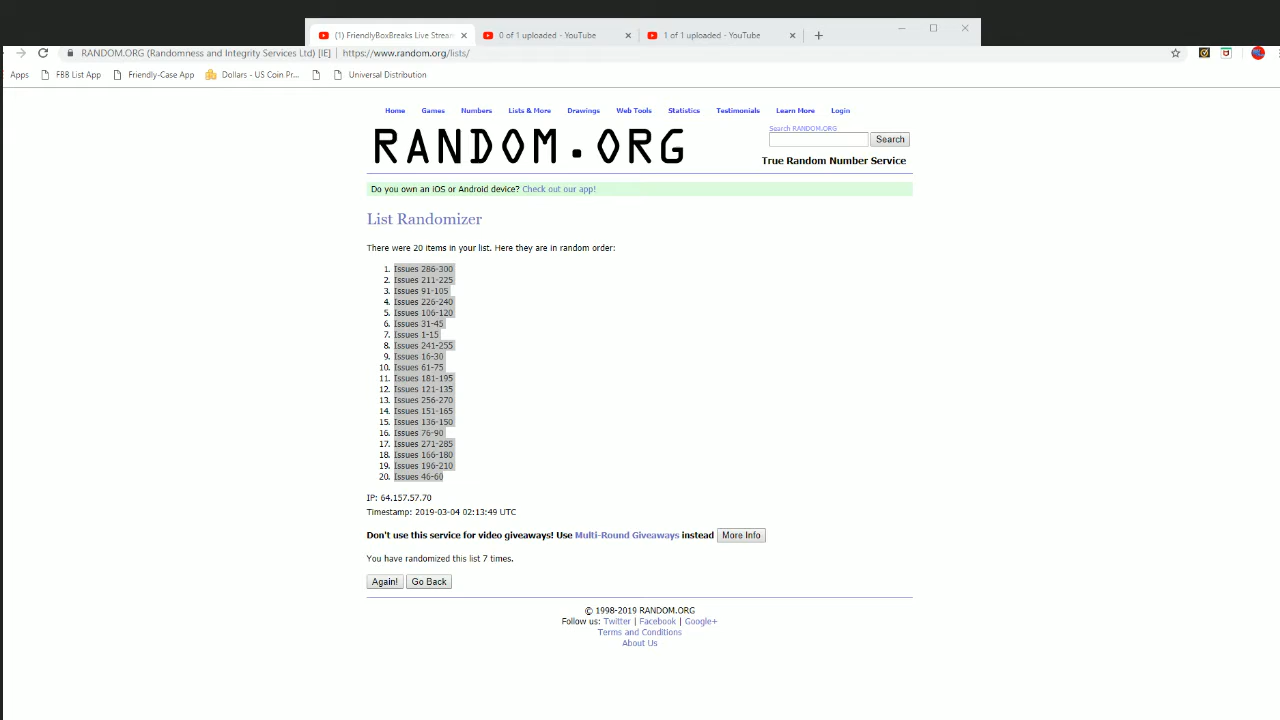 (1) FriendlyBoxBreaks Live Stream
0 of 1 uploaded - YouTube
1 of 1 uploaded - YouTube
RANDOM.ORG (Randomness and Integrity Services Ltd) [IE] | https://www.random.org/lists/
Apps FBB List App Friendly-Case App Dollars - US Coin Pr... Universal Distribution
Home Games Numbers Lists & More Drawings Web Tools Statistics Testimonials Learn More Login
RANDOM.ORG
Search RANDOM.ORG
Search
True Random Number Service
Do you own an iOS or Android device? Check out our app!
List Randomizer
There were 20 items in your list. Here they are in random order:
1. Issues 286-300
2. Issues 211-225
3. Issues 91-105
4. Issues 226-240
5. Issues 106-120
6. Issues 31-45
7. Issues 1-15
8. Issues 241-255
9. Issues 16-30
10. Issues 61-75
11. Issues 181-195
12. Issues 121-135
13. Issues 256-270
14. Issues 151-165
15. Issues 136-150
16. Issues 76-90
17. Issues 271-285
18. Issues 166-180
19. Issues 196-210
20. Issues 46-60
IP: 64.157.57.70
Timestamp: 2019-03-04 02:13:49 UTC
Don't use this service for video giveaways! Use Multi-Round Giveaways instead More Info
You have randomized this list 7 times.
Again! Go Back
© 1998-2019 RANDOM.ORG
Follow us: Twitter | Facebook | Google+
Terms and Conditions
About Us